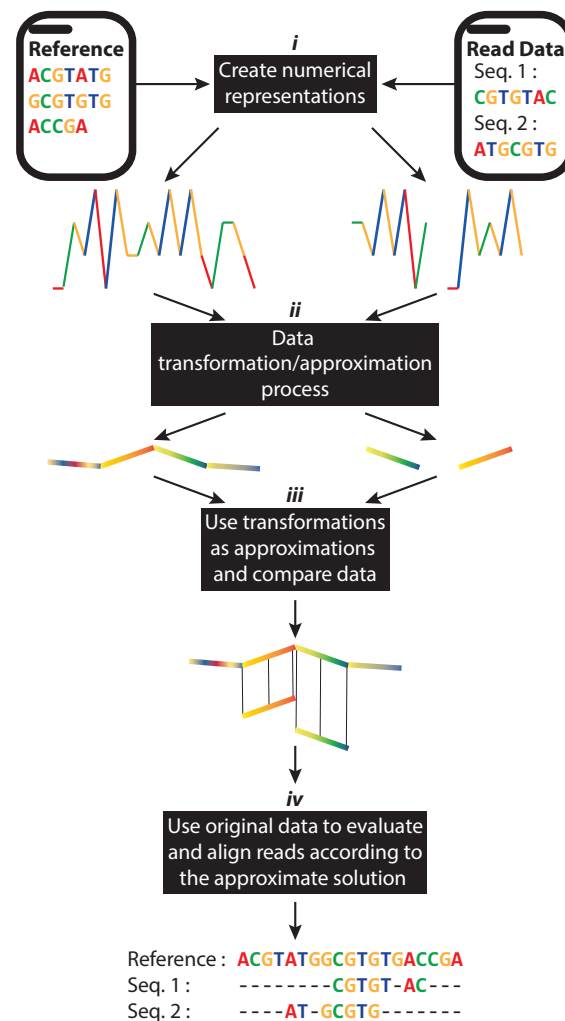 Reference
ACGTATG
GCGTGTG
ACCGA
i
Create numerical
representations
Read Data
Seq. 1 :
CGTGTAC
Seq. 2 :
ATGCGTG
ii
Data
transformation/approximation
process
iii
Use transformations
as approximations
and compare data
iv
Use original data to evaluate
and align reads according to
the approximate solution
Reference : ACGTATGGCGTGTGACCGA
Seq. 1 : --------CGTGT-AC---
Seq. 2 : ----AT-GCGTG-------